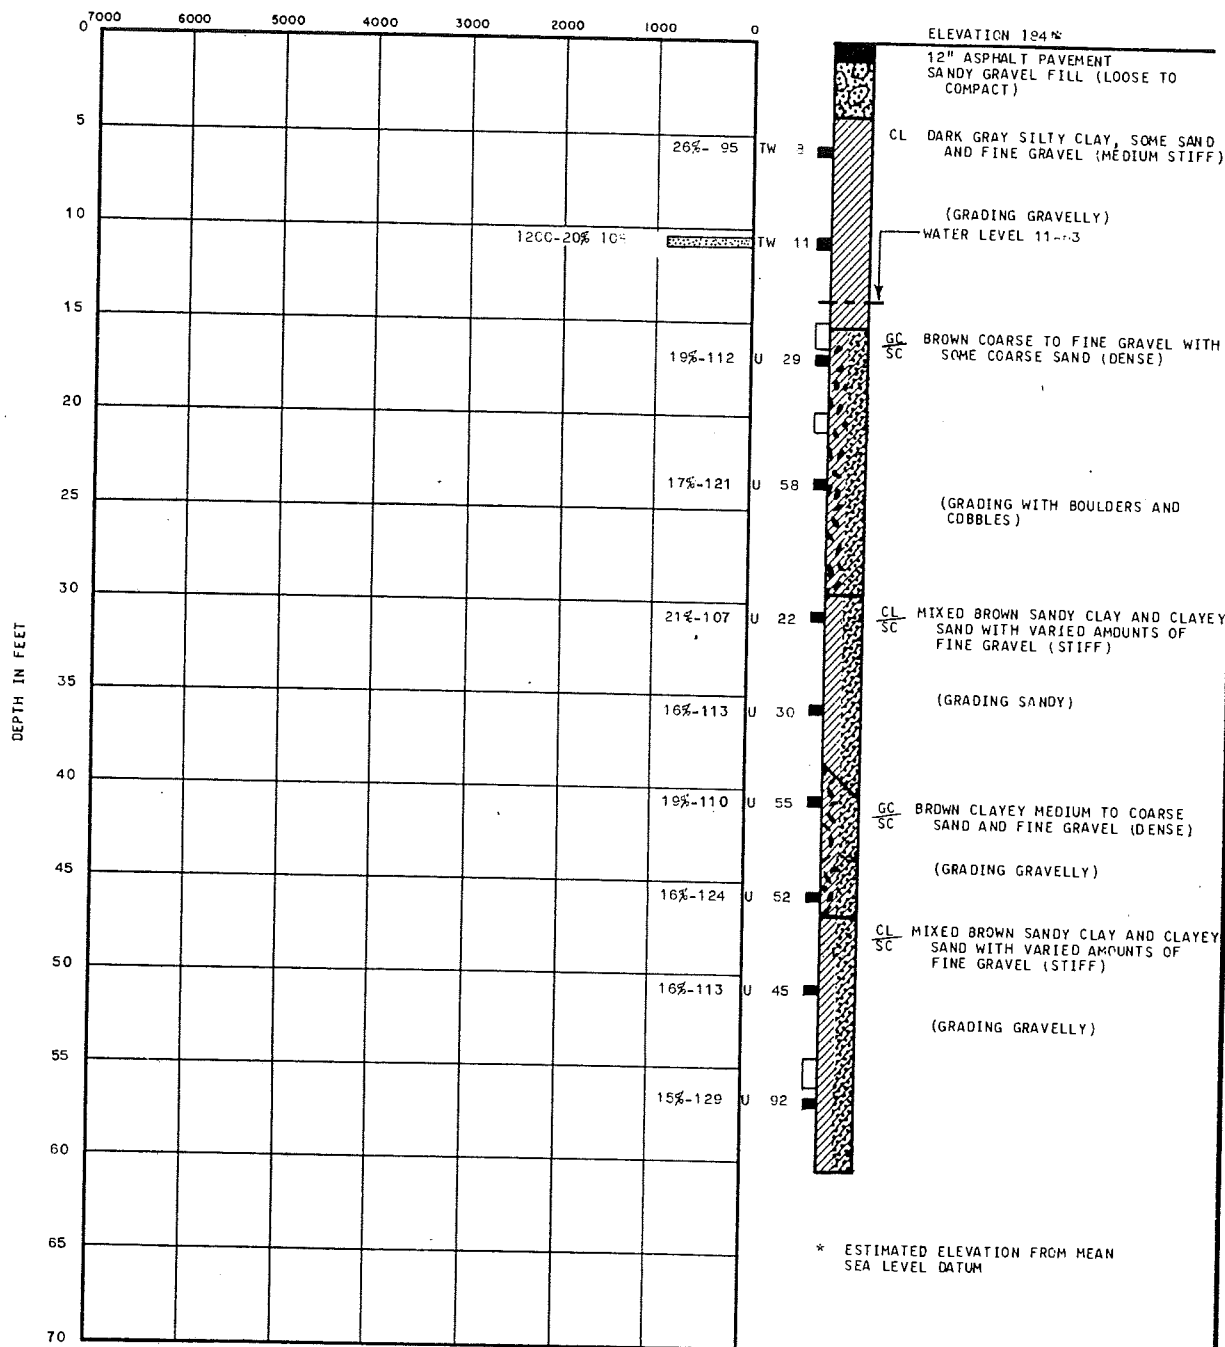 7000 6000 5000 4000 3000 2000 1000 0
0
ELEVATION 194*
12" ASPHALT PAVEMENT
SANDY GRAVEL FILL (LOOSE TO
COMPACT)
5
26%- 95 TW
CL DARK GRAY SILTY CLAY, SOME SAND
AND FINE GRAVEL (MEDIUM STIFF)
10
(GRADING GRAVELLY)
1200-20% TW 11
WATER LEVEL
15
19%-112 U 29
GC
SC
BROWN COARSE TO FINE GRAVEL WITH
SOME COARSE SAND (DENSE)
20
17%-121 U 58
25
(GRADING WITH BOULDERS AND
COBBLES)
30
21%-107 U 22
CL
SC
MIXED BROWN SANDY CLAY AND CLAYEY
SAND WITH VARIED AMOUNTS OF
FINE GRAVEL (STIFF)
DEPTH IN FEET
35
16%-113 U 30
(GRADING SANDY)
40
19%-110 U 55
GC
SC
BROWN CLAYEY MEDIUM TO COARSE
SAND AND FINE GRAVEL (DENSE)
45
(GRADING GRAVELLY)
16%-124 U 52
CL
SC
MIXED BROWN SANDY CLAY AND CLAYEY
SAND WITH VARIED AMOUNTS OF
FINE GRAVEL (STIFF)
50
16%-113 U 45
(GRADING GRAVELLY)
55
15%-129 U 92
60
65
* ESTIMATED ELEVATION FROM MEAN
SEA LEVEL DATUM
70